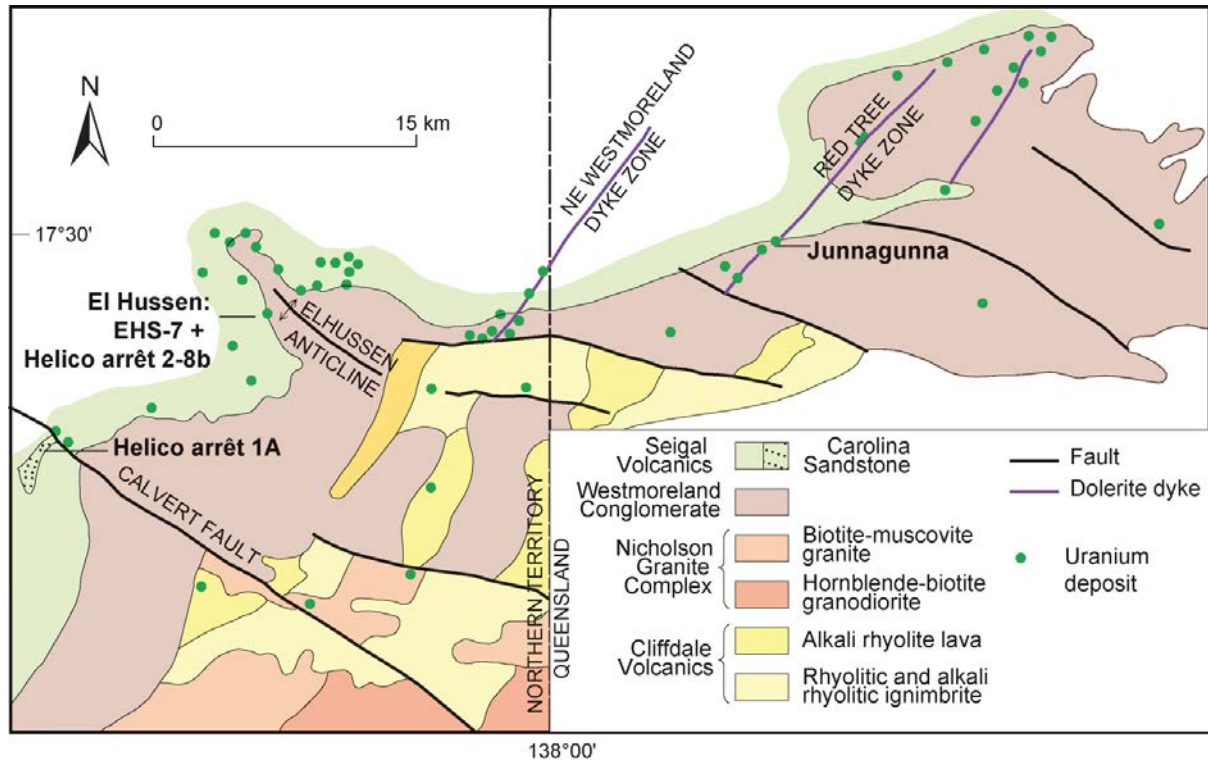 N
0 15 km
17°30'
NE WESTMORELAND
DYKE ZONE
RED TREE
DYKE ZONE
Junnagunna
El Hussen:
EHS-7 +
Helico arrêt 2-8b
ELHUSSEN
ANTICLINE
Helico arrêt 1A
CALVERT FAULT
NORTHERN TERRITORY
QUEENSLAND
Seigal
Volcanics
Carolina
Sandstone
Westmoreland
Conglomerate
Nicholson
Granite
Complex
Biotite-muscovite
granite
Hornblende-biotite
granodiorite
Cliffdale
Volcanics
Alkali rhyolite lava
Rhyolitic and alkali
rhyolitic ignimbrite
Fault
Dolerite dyke
Uranium
deposit
138°00'